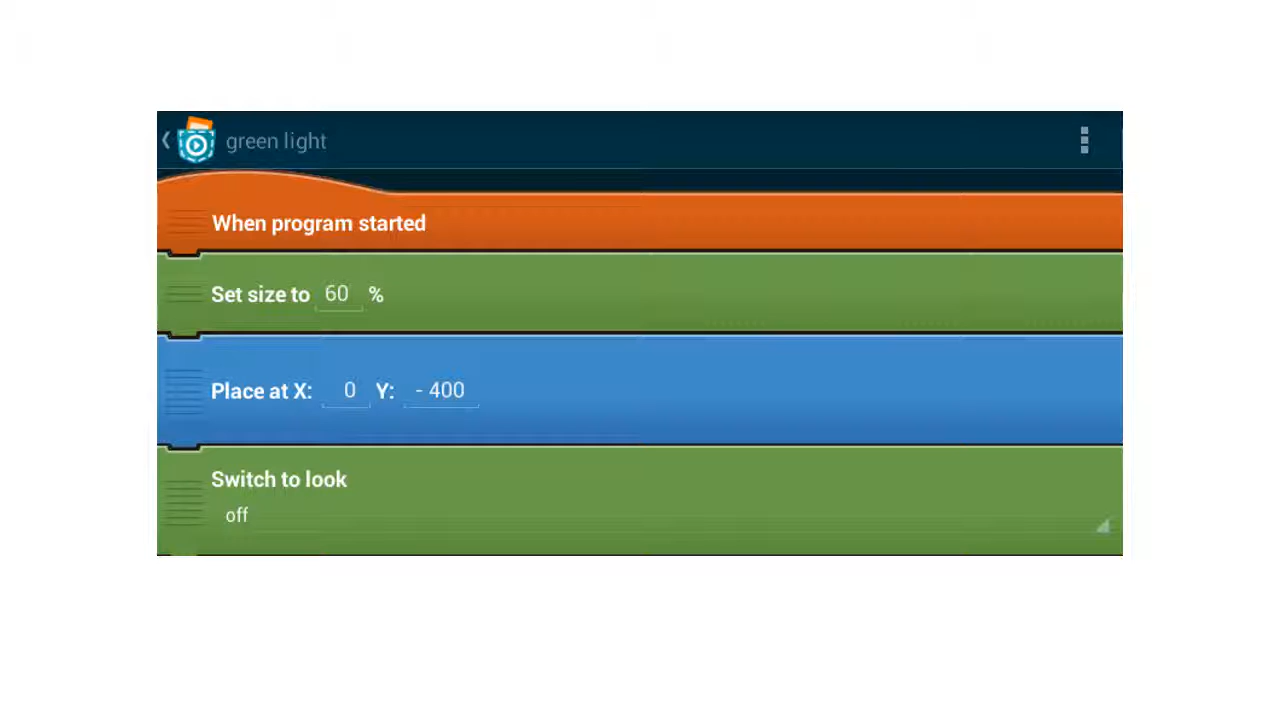 green light
When program started
Set size to 60 %
Place at X: 0 Y: - 400
Switch to look
off